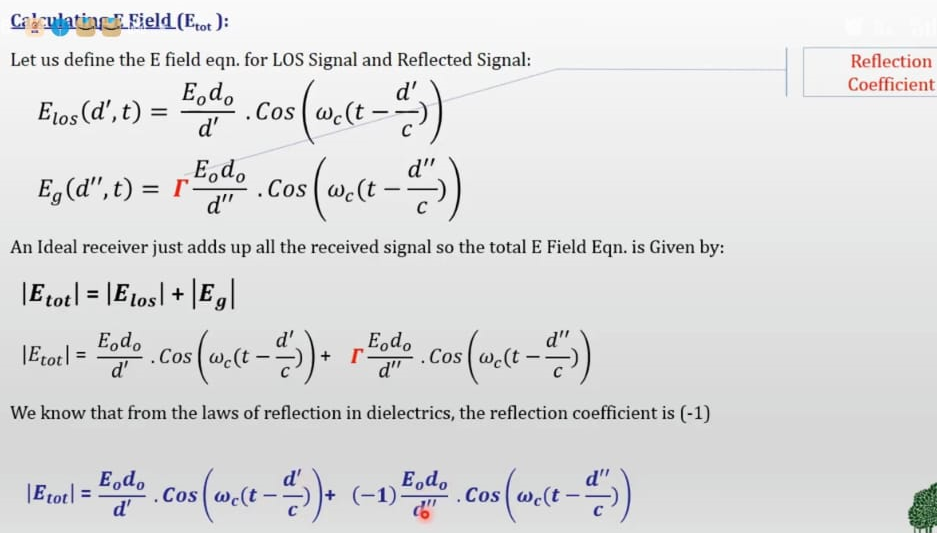 Calculating E Field (E_tot ):
Let us define the E field eqn. for LOS Signal and Reflected Signal:
Reflection
Coefficient
E_los(d',t) = E_o d_o / d' . Cos ( ω_c(t − d'/c) )
E_g(d'',t) = Γ E_o d_o / d'' . Cos ( ω_c(t − d''/c) )
An Ideal receiver just adds up all the received signal so the total E Field Eqn. is Given by:
|E_tot| = |E_los| + |E_g|
|E_tot| = E_o d_o / d' . Cos ( ω_c(t − d'/c) ) + Γ E_o d_o / d'' . Cos ( ω_c(t − d''/c) )
We know that from the laws of reflection in dielectrics, the reflection coefficient is (-1)
|E_tot| = E_o d_o / d' . Cos ( ω_c(t − d'/c) ) + (−1) E_o d_o / d'' . Cos ( ω_c(t − d''/c) )